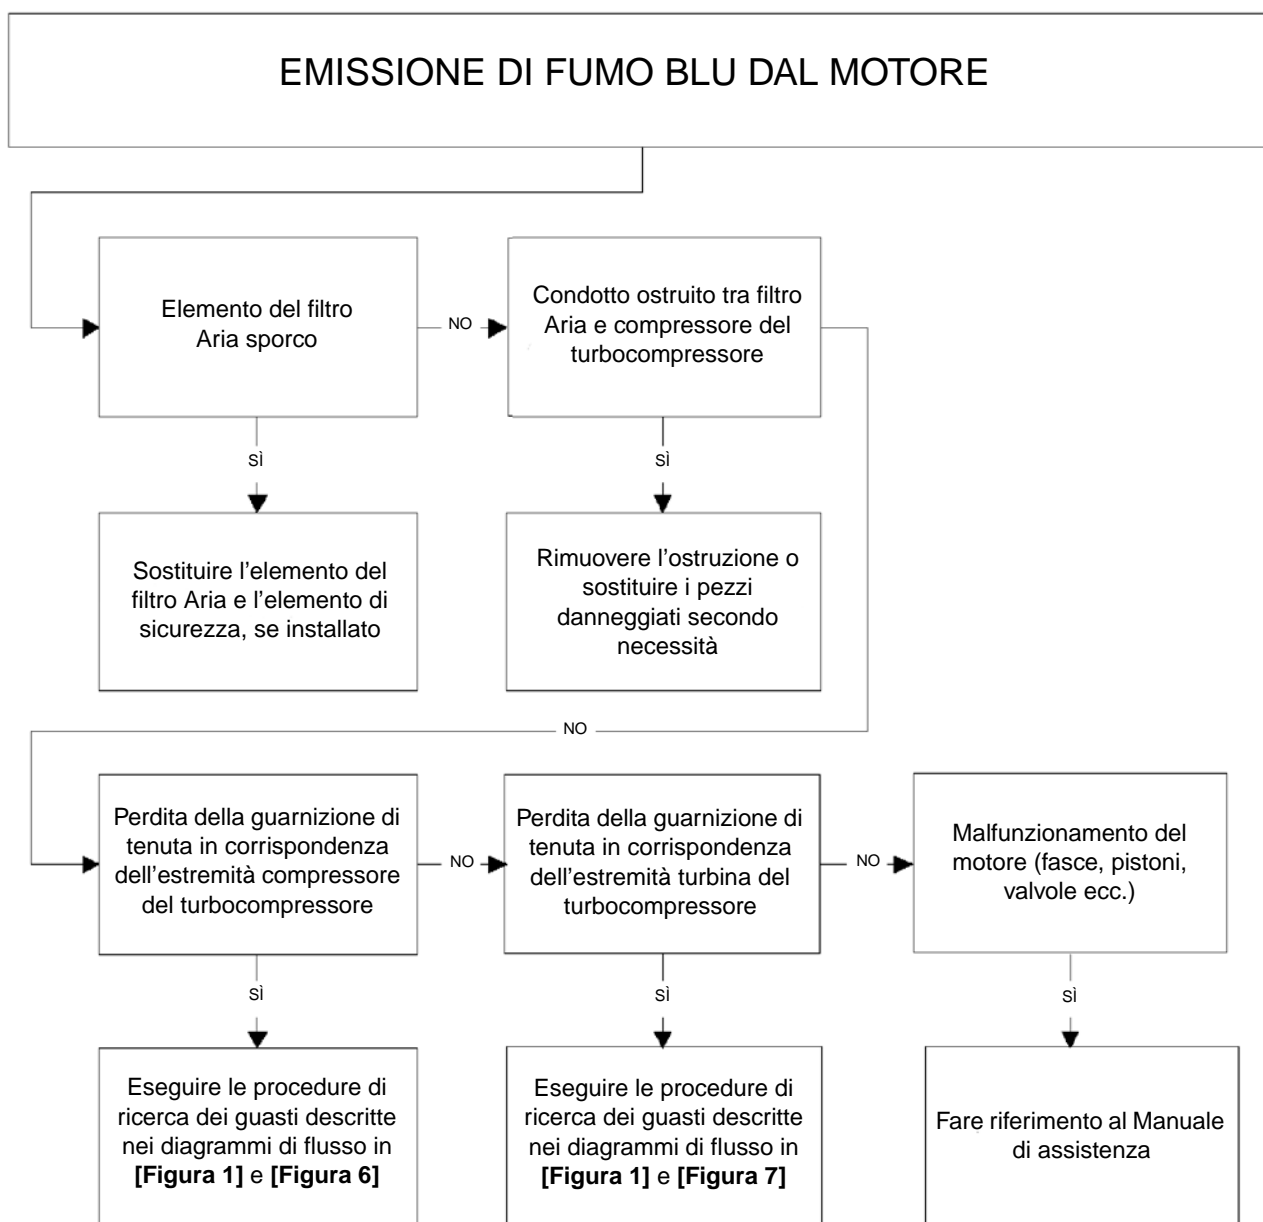 EMISSIONE DI FUMO BLU DAL MOTORE
Elemento del filtro
Aria sporco
NO
Condotto ostruito tra filtro
Aria e compressore del
turbocompressore
SÌ
SÌ
Sostituire l’elemento del
filtro Aria e l’elemento di
sicurezza, se installato
Rimuovere l’ostruzione o
sostituire i pezzi
danneggiati secondo
necessità
NO
Perdita della guarnizione di
tenuta in corrispondenza
dell’estremità compressore
del turbocompressore
NO
Perdita della guarnizione di
tenuta in corrispondenza
dell’estremità turbina del
turbocompressore
NO
Malfunzionamento del
motore (fasce, pistoni,
valvole ecc.)
SÌ
SÌ
SÌ
Eseguire le procedure di
ricerca dei guasti descritte
nei diagrammi di flusso in
[Figura 1] e [Figura 6]
Eseguire le procedure di
ricerca dei guasti descritte
nei diagrammi di flusso in
[Figura 1] e [Figura 7]
Fare riferimento al Manuale
di assistenza